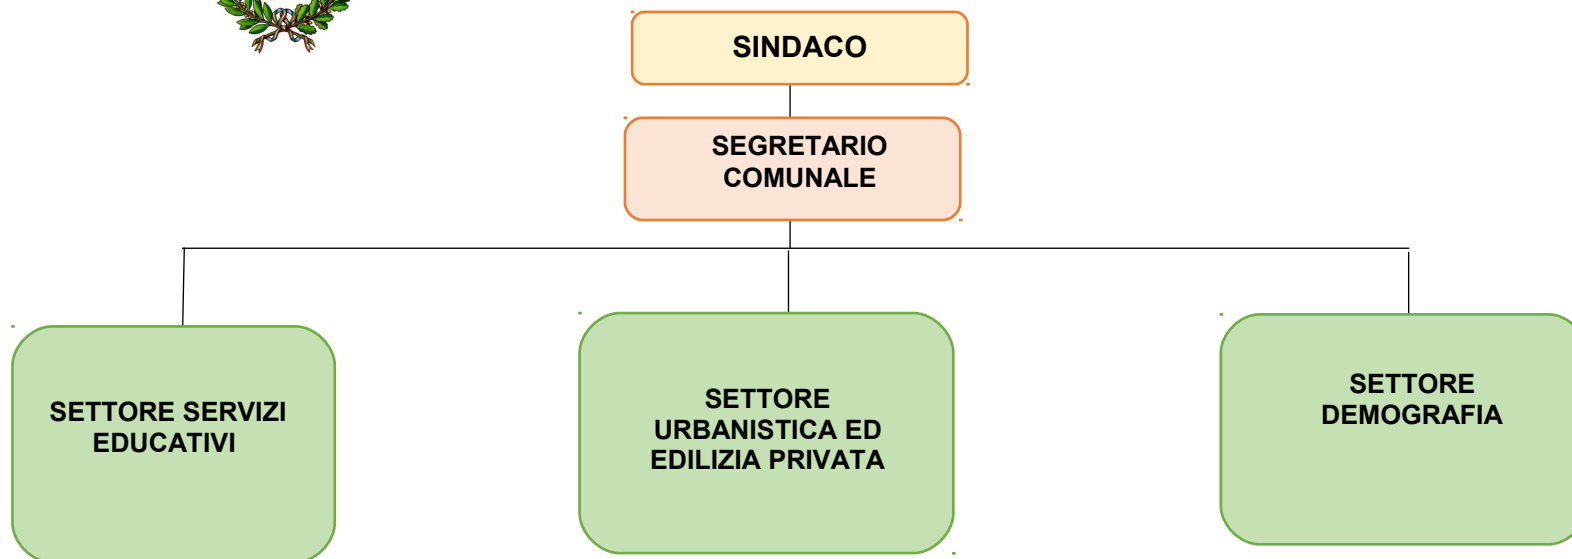 SINDACO
SEGRETARIO
COMUNALE
SETTORE SERVIZI
EDUCATIVI
SETTORE
URBANISTICA ED
EDILIZIA PRIVATA
SETTORE
DEMOGRAFIA